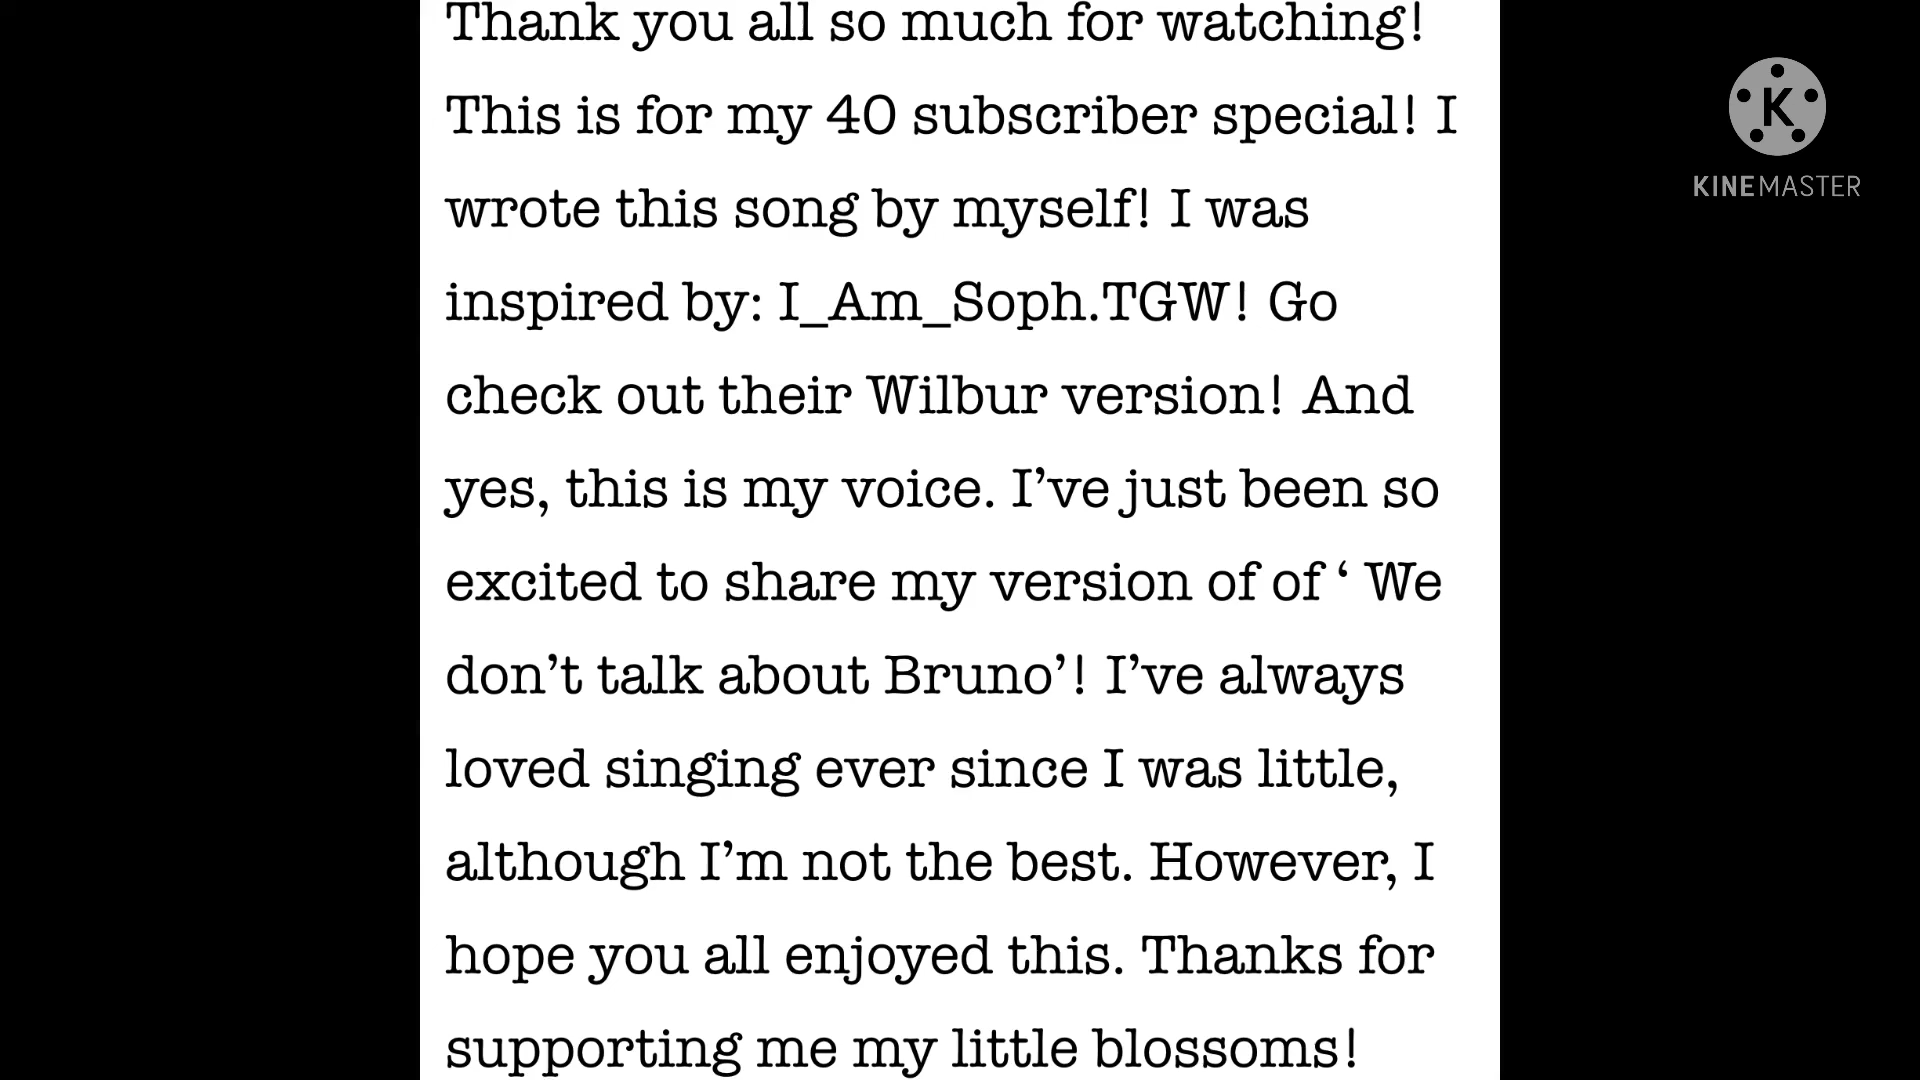 Thank you all so much for watching!
This is for my 40 subscriber special! I
wrote this song by myself! I was
inspired by: I_Am_Soph.TGW! Go
check out their Wilbur version! And
yes, this is my voice. I’ve just been so
excited to share my version of of ‘ We
don’t talk about Bruno’! I’ve always
loved singing ever since I was little,
although I’m not the best. However, I
hope you all enjoyed this. Thanks for
supporting me my little blossoms!
K
KINEMASTER